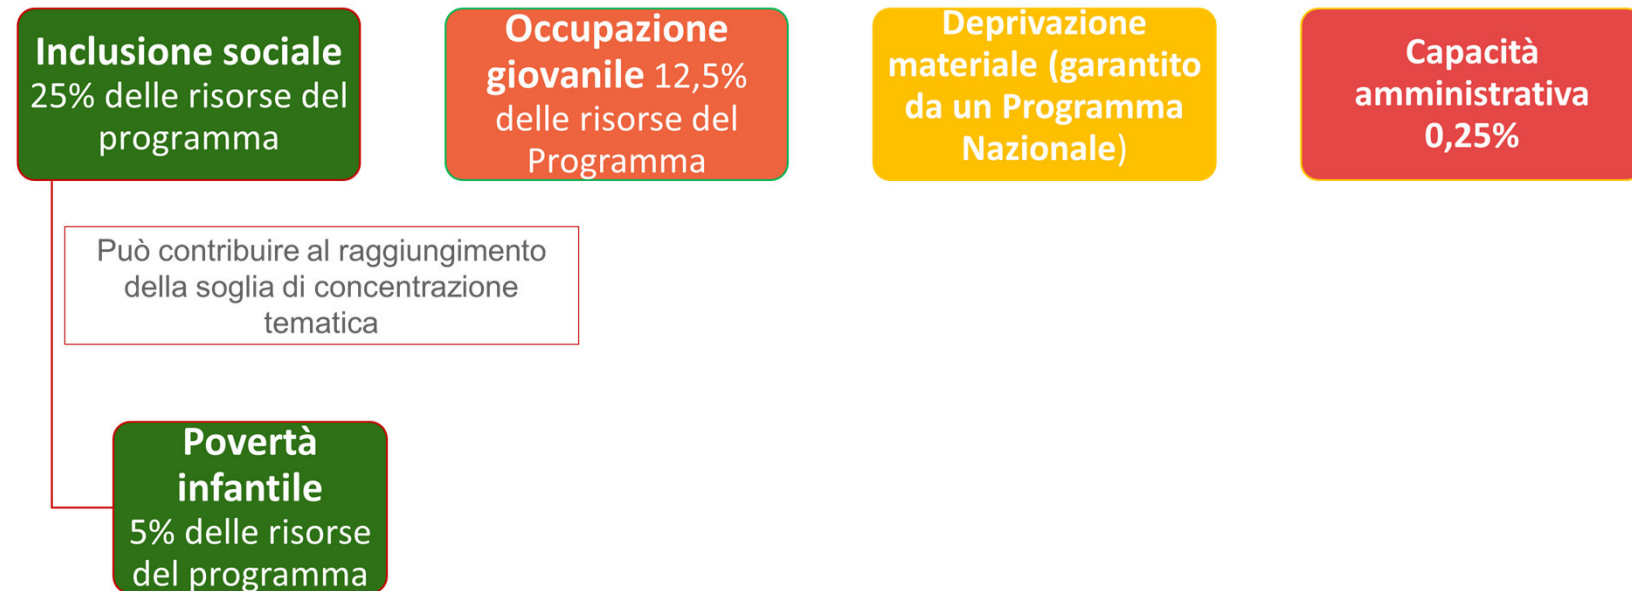 Inclusione sociale
25% delle risorse del
programma
Occupazione
giovanile 12,5%
delle risorse del
Programma
Deprivazione
materiale (garantito
da un Programma
Nazionale)
Capacità
amministrativa
0,25%
Può contribuire al raggiungimento
della soglia di concentrazione
tematica
Povertà
infantile
5% delle risorse
del programma